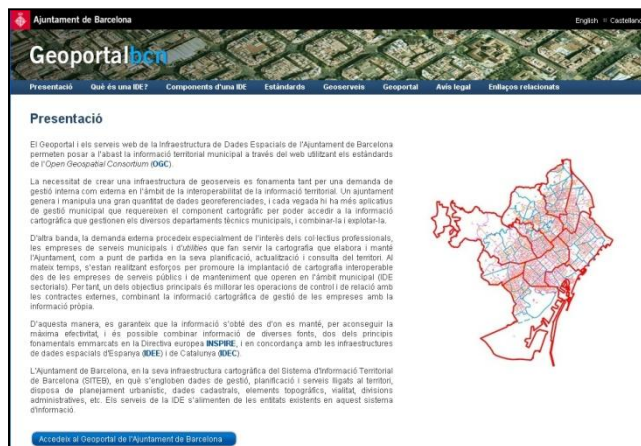 Ajuntament de Barcelona
English Castellano
Geoportalbcn
Presentació Què és una IDE? Components d'una IDE Estàndards Geoserveis Geoportal Avís legal Enllaços relacionats
Presentació
El Geoportal i els serveis web de la Infraestructura de Dades Espacials de l'Ajuntament de Barcelona
permeten posar a l'abast la informació territorial municipal a través del web utilitzant els estàndards
de l'Open Geospatial Consortium (OGC).
La necessitat de crear una infraestructura de geoserveis es fonamenta tant per una demanda de
gestió interna com externa en l'àmbit de la interoperabilitat de la informació territorial. Un ajuntament
genera i manipula una gran quantitat de dades georeferenciades, i cada vegada hi ha més aplicatius
de gestió municipal que requereixen el component cartogràfic per poder accedir a la informació
cartogràfica que gestionen els diversos departaments tècnics municipals, i combinar-la i explotar-la.
D'altra banda, la demanda externa procedeix especialment de l'interès dels col·lectius professionals,
les empreses de serveis municipals i d'utilities que fan servir la cartografia que elabora i manté
l'Ajuntament, com a punt de partida en la seva planificació, actualització i consulta del territori. Al
mateix temps, s'estan realitzant esforços per promoure la implantació de cartografia interoperable
des de les empreses de serveis públics i de manteniment que operen en l'àmbit municipal (IDE
sectorials). Per tant, un dels objectius principals és millorar les operacions de control i de relació amb
les contractes externes, combinant la informació cartogràfica de gestió de les empreses amb la
informació pròpia.
D'aquesta manera, es garanteix que la informació s'obté des d'on es manté, per aconseguir la
màxima efectivitat, i és possible combinar informació de diverses fonts, dos dels principis
fonamentals emmarcats en la Directiva europea INSPIRE, i en concordança amb les infraestructures
de dades espacials d'Espanya (IDEE) i de Catalunya (IDEC).
L'Ajuntament de Barcelona, en la seva infraestructura cartogràfica del Sistema d'Informació Territorial
de Barcelona (SITEB), en què s'engloben dades de gestió, planificació i serveis lligats al territori,
disposa de planejament urbanístic, dades cadastrals, elements topogràfics, vialitat, divisions
administratives, etc. Els serveis de la IDE s'alimenten de les entitats existents en aquest sistema
d'informació.
Accedeix al Geoportal de l'Ajuntament de Barcelona